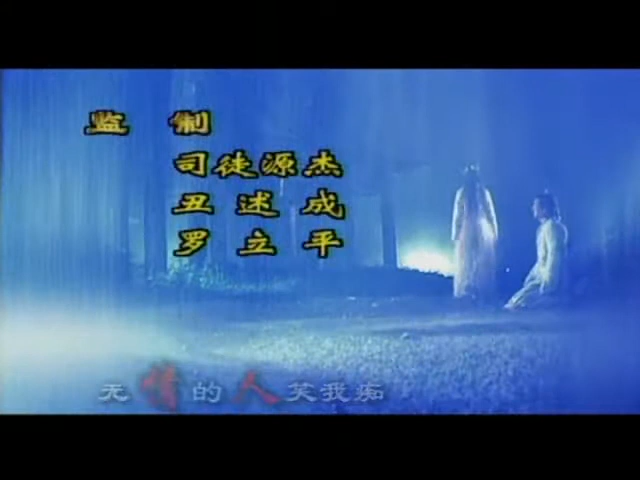 监 制
司徒源杰
丑 述 成
罗 立 平
无情的人笑我痴